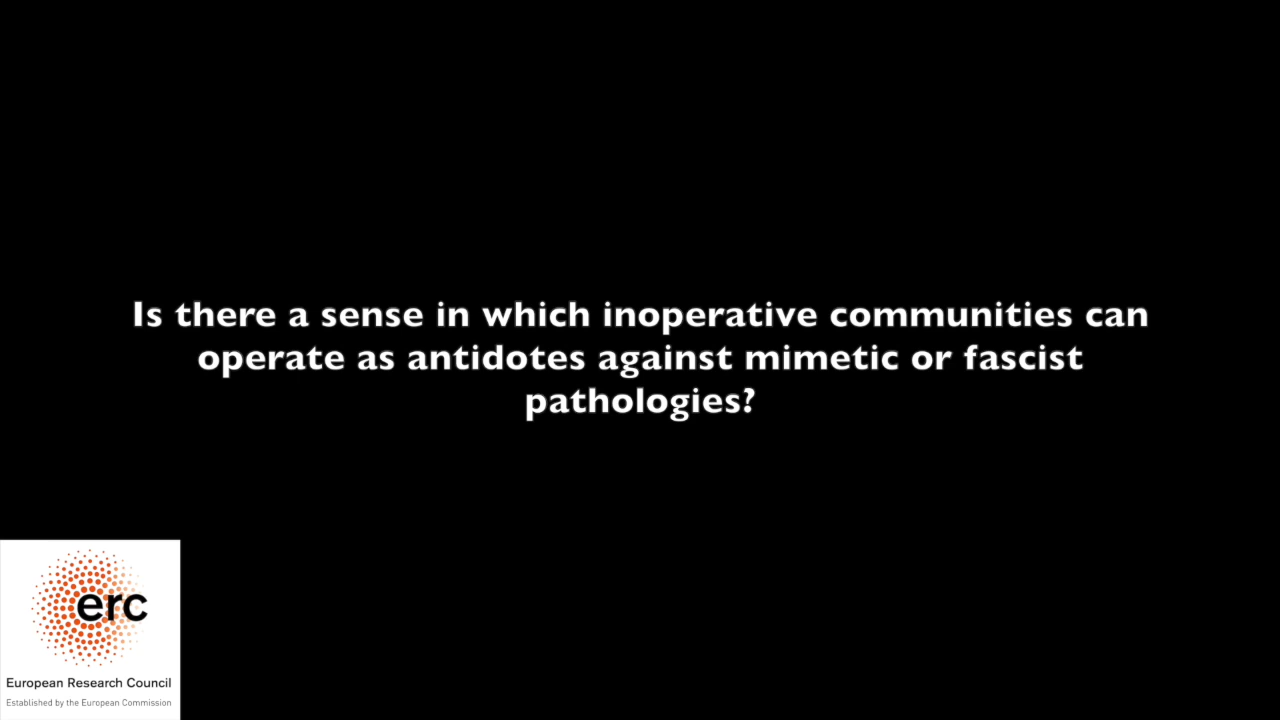 Is there a sense in which inoperative communities can
operate as antidotes against mimetic or fascist
pathologies?
erc
European Research Council
Established by the European Commission